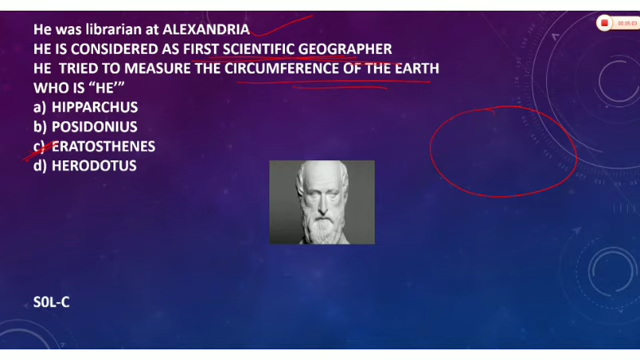 He was librarian at ALEXANDRIA
HE IS CONSIDERED AS FIRST SCIENTIFIC GEOGRAPHER
HE TRIED TO MEASURE THE CIRCUMFERENCE OF THE EARTH
WHO IS “HE’”
a) HIPPARCHUS
b) POSIDONIUS
c) ERATOSTHENES
d) HERODOTUS
S0L-C